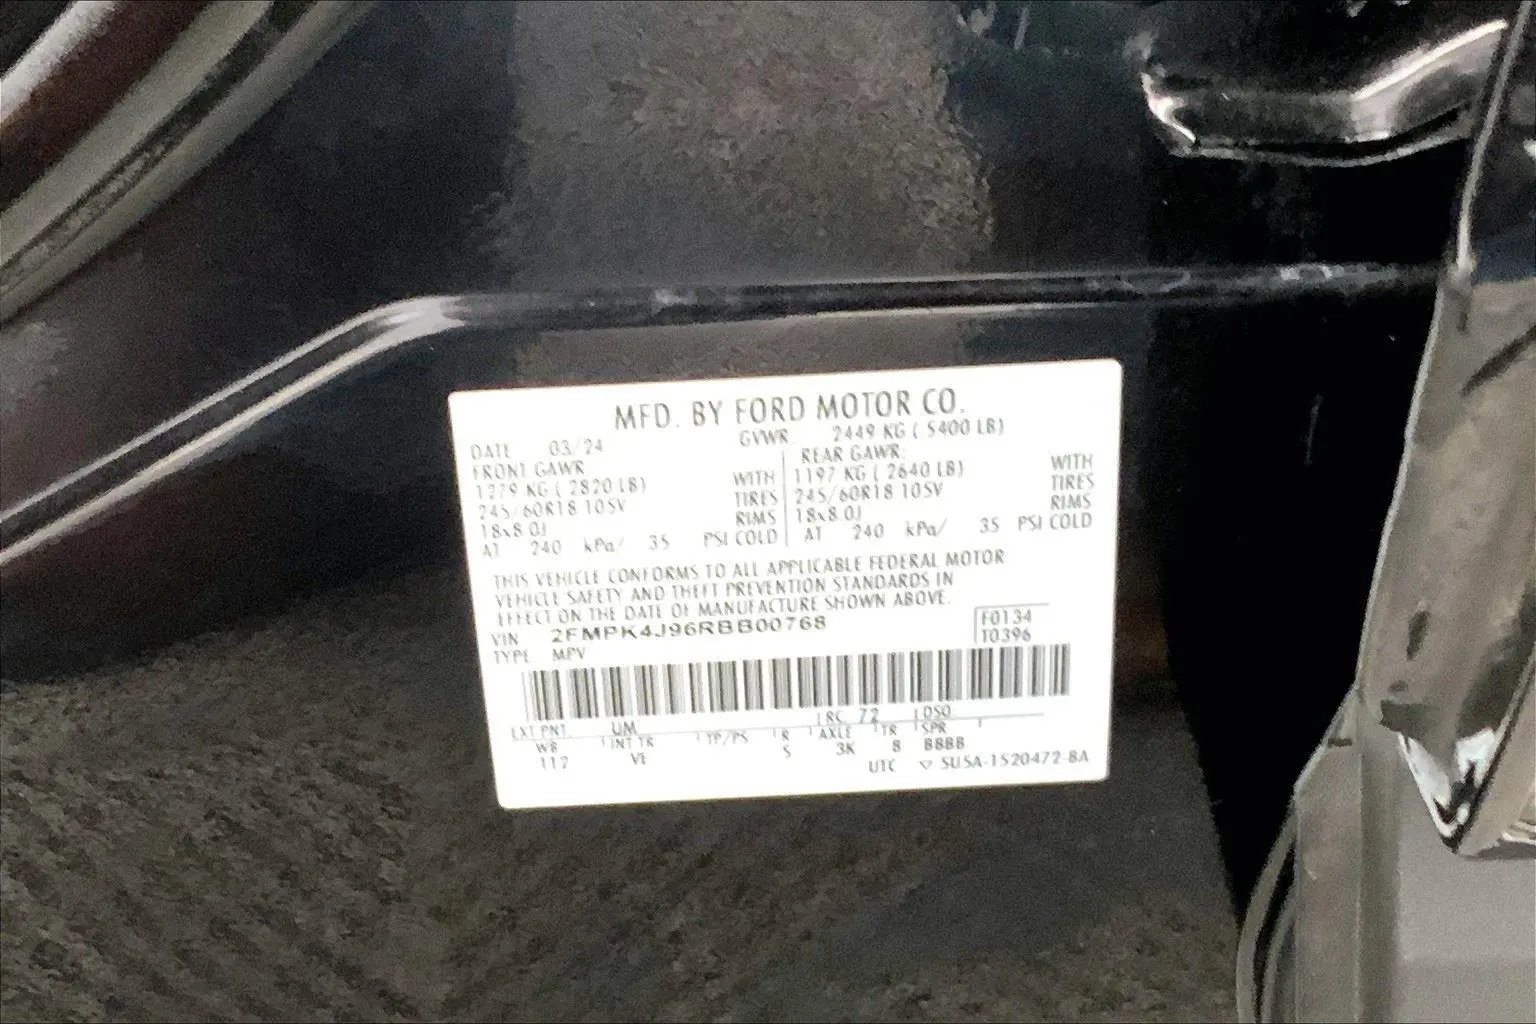 MFD. BY FORD MOTOR CO.
DATE 03/24 GVWR: 2449 KG ( 5400 LB)
FRONT GAWR REAR GAWR:
1279 KG ( 2820 LB) WITH 1197 KG ( 2640 LB) WITH
245/60R18 105V TIRES 245/60R18 105V TIRES
18x8.0J RIMS 18x8.0J RIMS
AT 240 kPa/ 35 PSI COLD AT 240 kPa/ 35 PSI COLD
THIS VEHICLE CONFORMS TO ALL APPLICABLE FEDERAL MOTOR
VEHICLE SAFETY AND THEFT PREVENTION STANDARDS IN
EFFECT ON THE DATE OF MANUFACTURE SHOWN ABOVE.
VIN 2FMPK4J96RBB00768 F0134
TYPE MPV T0396
EXT PNT UM RC 72 DSO
WB INT TR TP/PS R AXLE TR SPR
112 VE S 3K 8 BBBB
UTC ▽ SU5A-1520472-BA